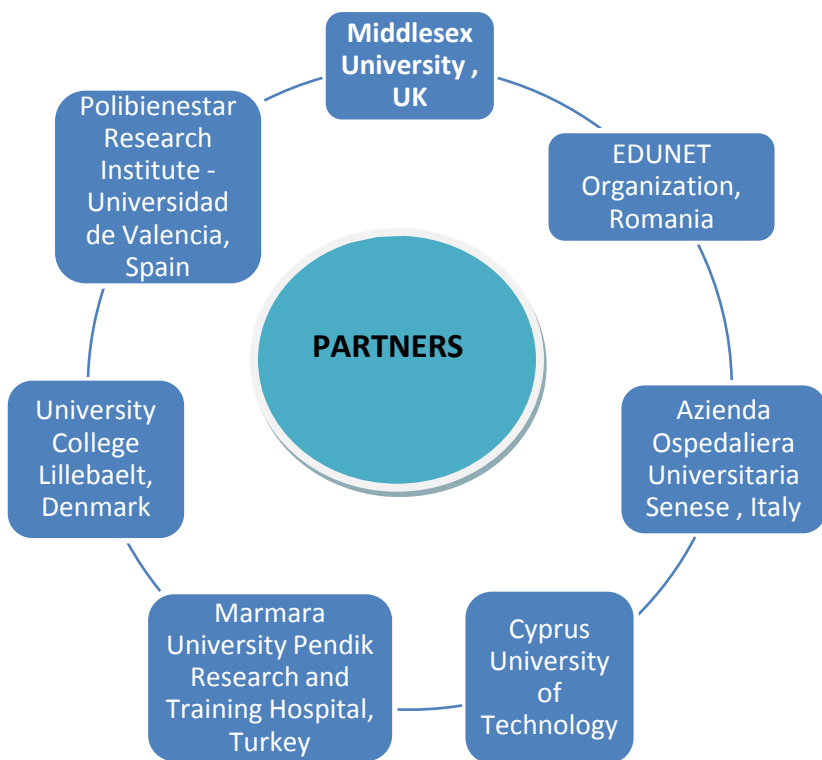 Middlesex
University ,
UK
EDUNET
Organization,
Romania
Azienda
Ospedaliera
Universitaria
Senese , Italy
Cyprus
University
of
Technology
Marmara
University Pendik
Research and
Training Hospital,
Turkey
University
College
Lillebaelt,
Denmark
Polibienestar
Research
Institute -
Universidad
de Valencia,
Spain
PARTNERS